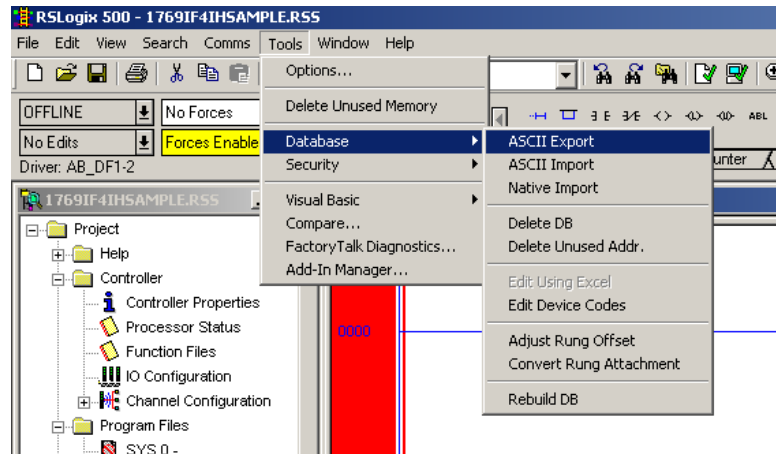 RSLogix 500 - 1769IF4IHSAMPLE.RSS
File Edit View Search Comms Tools Window Help
OFFLINE No Forces
No Edits Forces Enable
Driver: AB_DF1-2
ABL
unter
Options...
Delete Unused Memory
Database
Security
Visual Basic
Compare...
FactoryTalk Diagnostics...
Add-In Manager...
ASCII Export
ASCII Import
Native Import
Delete DB
Delete Unused Addr.
Edit Using Excel
Edit Device Codes
Adjust Rung Offset
Convert Rung Attachment
Rebuild DB
1769IF4IHSAMPLE.RSS
Project
Help
Controller
Controller Properties
Processor Status
Function Files
IO Configuration
Channel Configuration
Program Files
SYS 0 -
0000